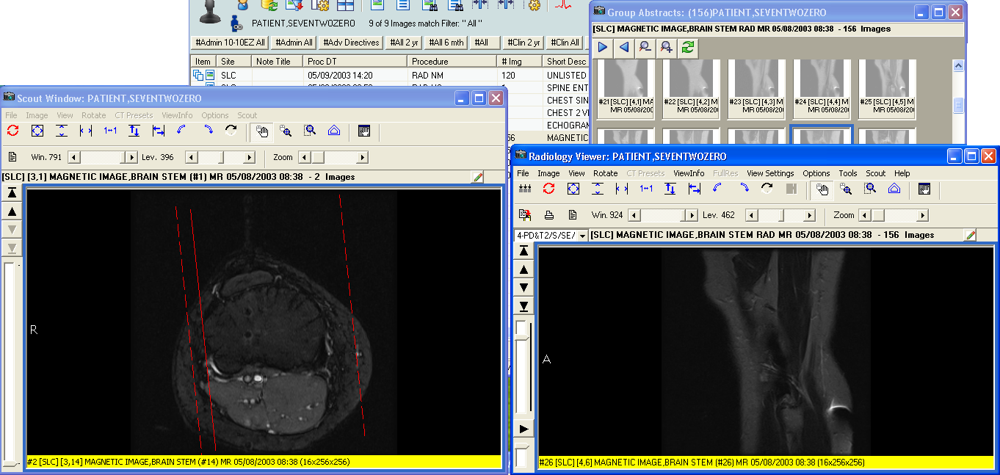 PATIENT,SEVENTWOZERO 9 of 9 Images match Filter: " All "
#Admin 10-10EZ All #Admin All #Adv Directives #All 2 yr #All 6 mth #All #Clin 2 yr #Clin All
Item Site Note Title Proc DT Procedure # Img Short Desc
SLC 05/09/2003 14:20 RAD NM 120 UNLISTED
SPINE ENT
CHEST SIN
CHEST 2 V
ECHOGRAM
MAGNETIC
Group Abstracts: (156)PATIENT,SEVENTWOZERO
[SLC] MAGNETIC IMAGE,BRAIN STEM RAD MR 05/08/2003 08:38 - 156 Images
#21 [SLC] [4,1] MA #22 [SLC] [4,2] M #23 [SLC] [4,3] M #24 [SLC] [4,4] M #25 [SLC] [4,5] M
MR 05/08/200 MR 05/08/20 MR 05/08/20 MR 05/08/20 MR 05/08/20
Scout Window: PATIENT,SEVENTWOZERO
File Image View Rotate CT Presets ViewInfo Options Scout
1↔1
Win. 791 Lev. 396 Zoom
[SLC] [3,1] MAGNETIC IMAGE,BRAIN STEM (#1) MR 05/08/2003 08:38 - 2 Images
R
#2 [SLC] [3,14] MAGNETIC IMAGE,BRAIN STEM (#14) MR 05/08/2003 08:38 (16x256x256)
Radiology Viewer: PATIENT,SEVENTWOZERO
File Image View Rotate CT Presets ViewInfo FullRes View Settings Options Tools Scout Help
1↔1
Win. 924 Lev. 462 Zoom
4-PD&T2/S/SE/ [SLC] MAGNETIC IMAGE,BRAIN STEM RAD MR 05/08/2003 08:38 - 156 Images
A
#26 [SLC] [4,6] MAGNETIC IMAGE,BRAIN STEM (#26) MR 05/08/2003 08:38 (16x256x256)